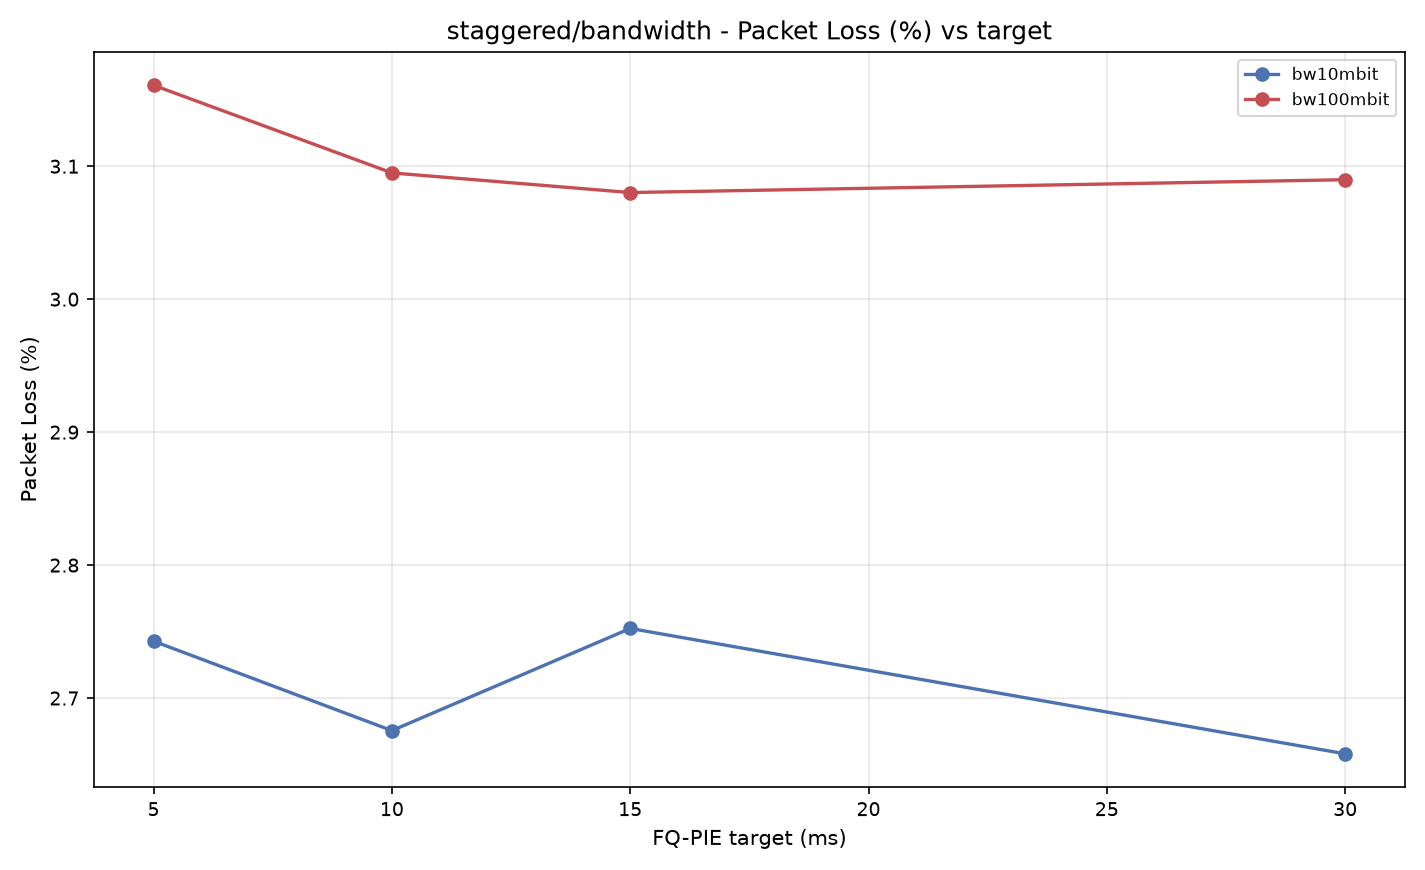 staggered/bandwidth - Packet Loss (%) vs target
bw10mbit
bw100mbit
Packet Loss (%)
3.1
3.0
2.9
2.8
2.7
5 10 15 20 25 30
FQ-PIE target (ms)